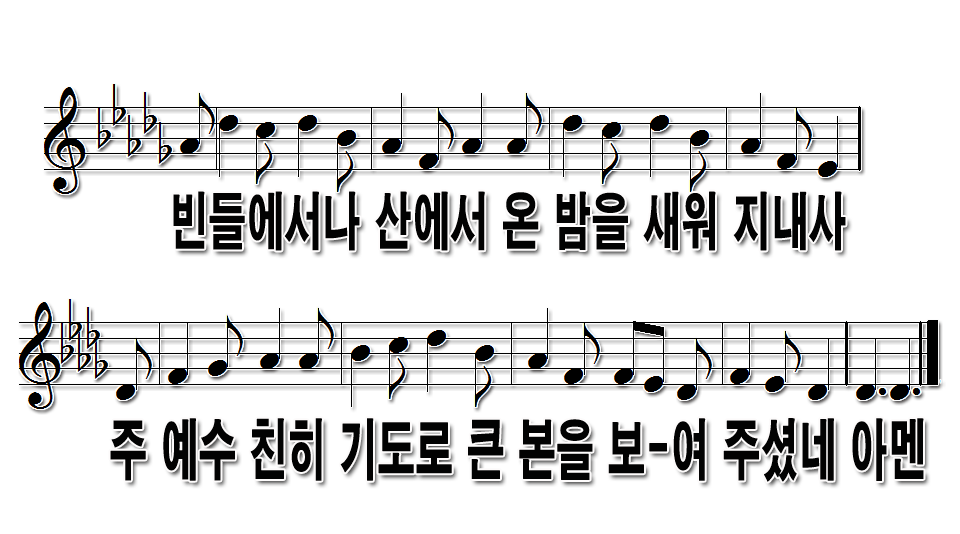 빈들에서나 산에서 온 밤을 새워 지내사
주 예수 친히 기도로 큰 본을 보-여 주셨네 아멘